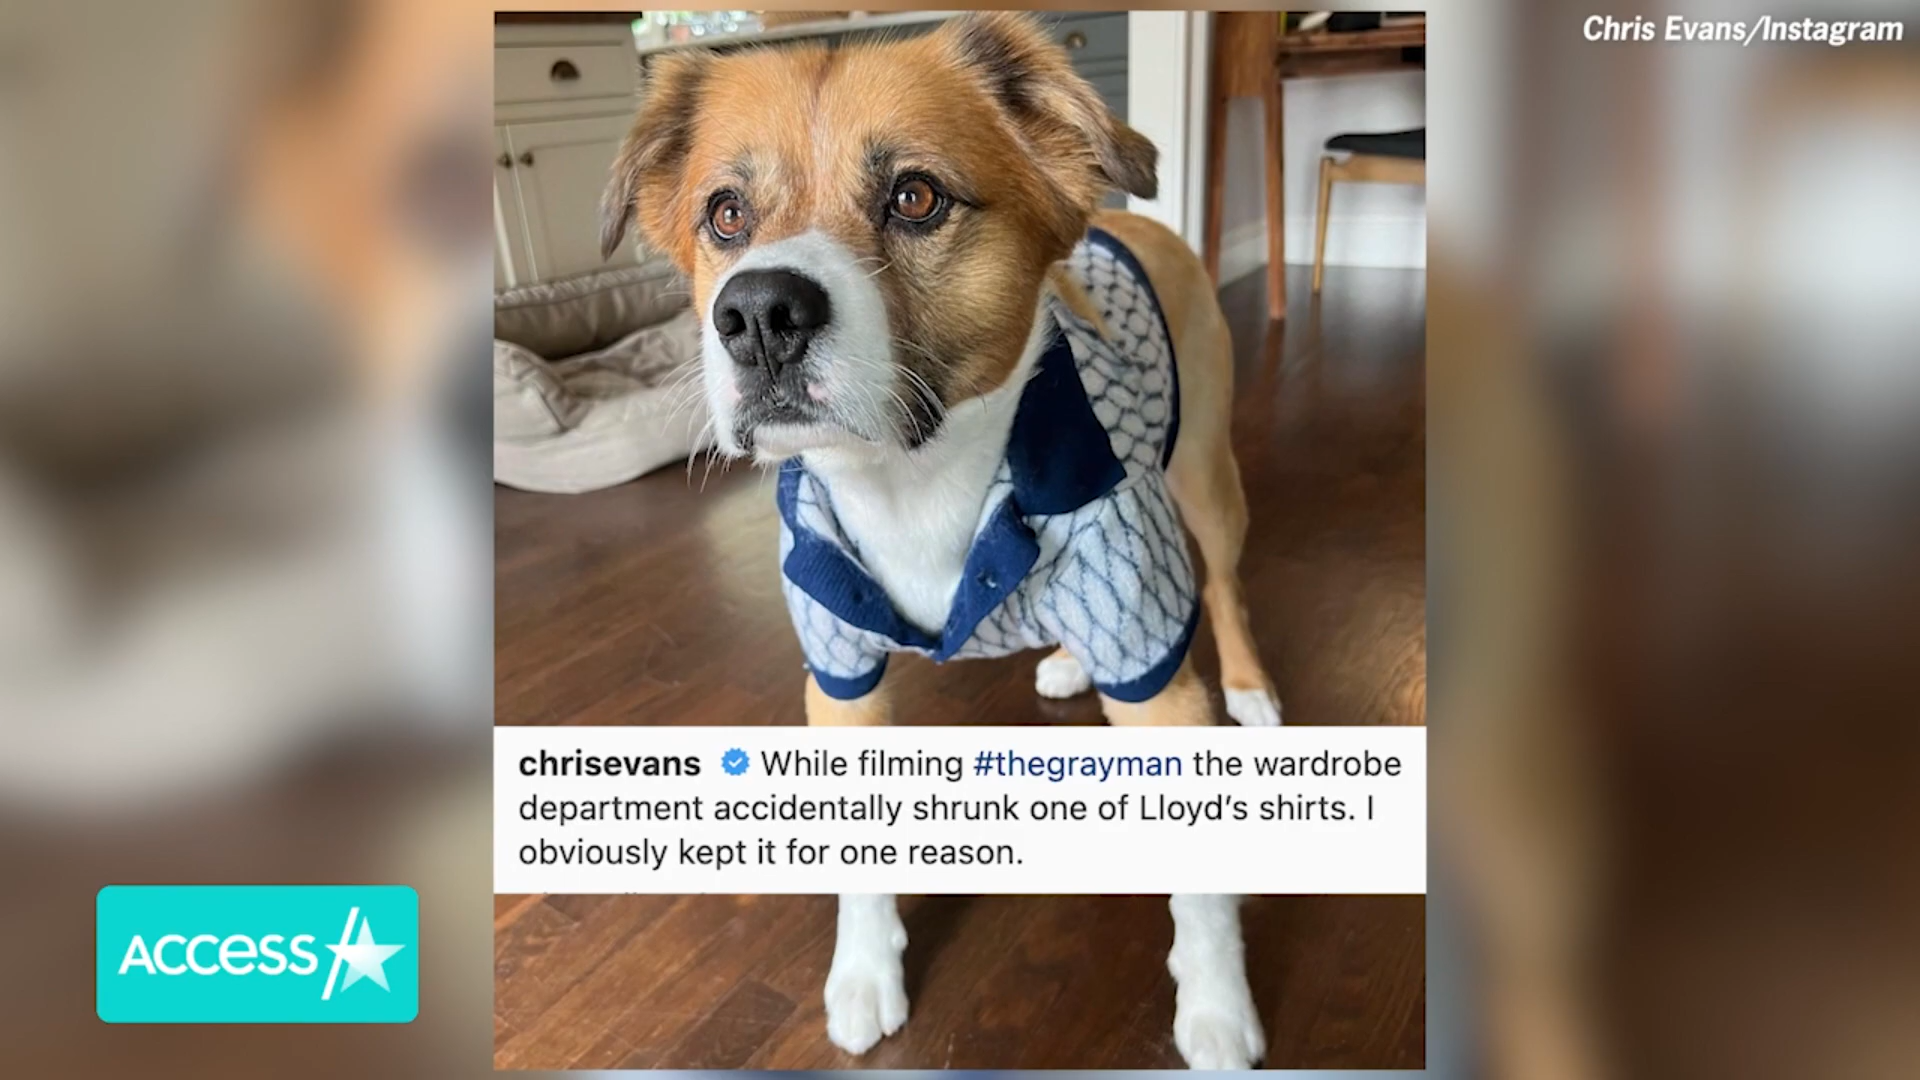 Chris Evans/Instagram
chrisevans While filming #thegrayman the wardrobe
department accidentally shrunk one of Lloyd's shirts. I
obviously kept it for one reason.
ACCESS